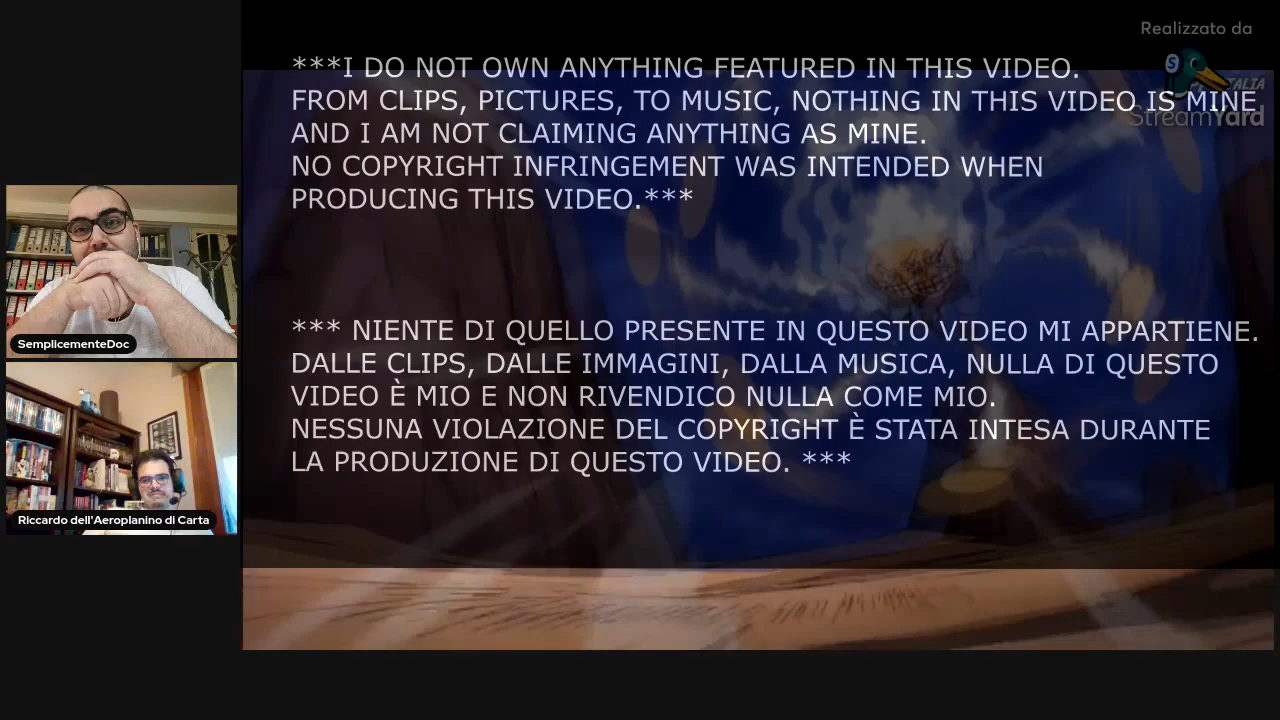 Realizzato da
***I DO NOT OWN ANYTHING FEATURED IN THIS VIDEO.
FROM CLIPS, PICTURES, TO MUSIC, NOTHING IN THIS VIDEO IS MINE
AND I AM NOT CLAIMING ANYTHING AS MINE.
NO COPYRIGHT INFRINGEMENT WAS INTENDED WHEN
PRODUCING THIS VIDEO.***
S
ITALIA
StreamYard
*** NIENTE DI QUELLO PRESENTE IN QUESTO VIDEO MI APPARTIENE.
DALLE CLIPS, DALLE IMMAGINI, DALLA MUSICA, NULLA DI QUESTO
VIDEO È MIO E NON RIVENDICO NULLA COME MIO.
NESSUNA VIOLAZIONE DEL COPYRIGHT È STATA INTESA DURANTE
LA PRODUZIONE DI QUESTO VIDEO. ***
SemplicementeDoc
Riccardo dell'Aeroplanino di Carta